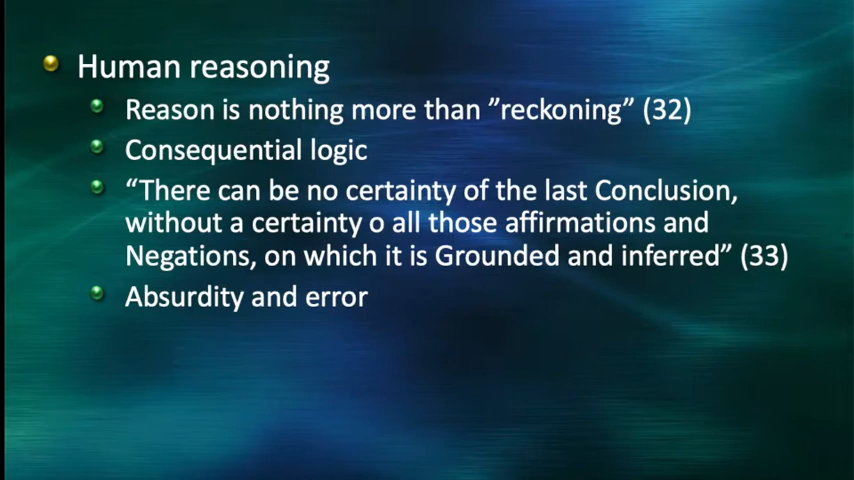 Human reasoning
Reason is nothing more than ”reckoning” (32)
Consequential logic
“There can be no certainty of the last Conclusion,
without a certainty o all those affirmations and
Negations, on which it is Grounded and inferred” (33)
Absurdity and error